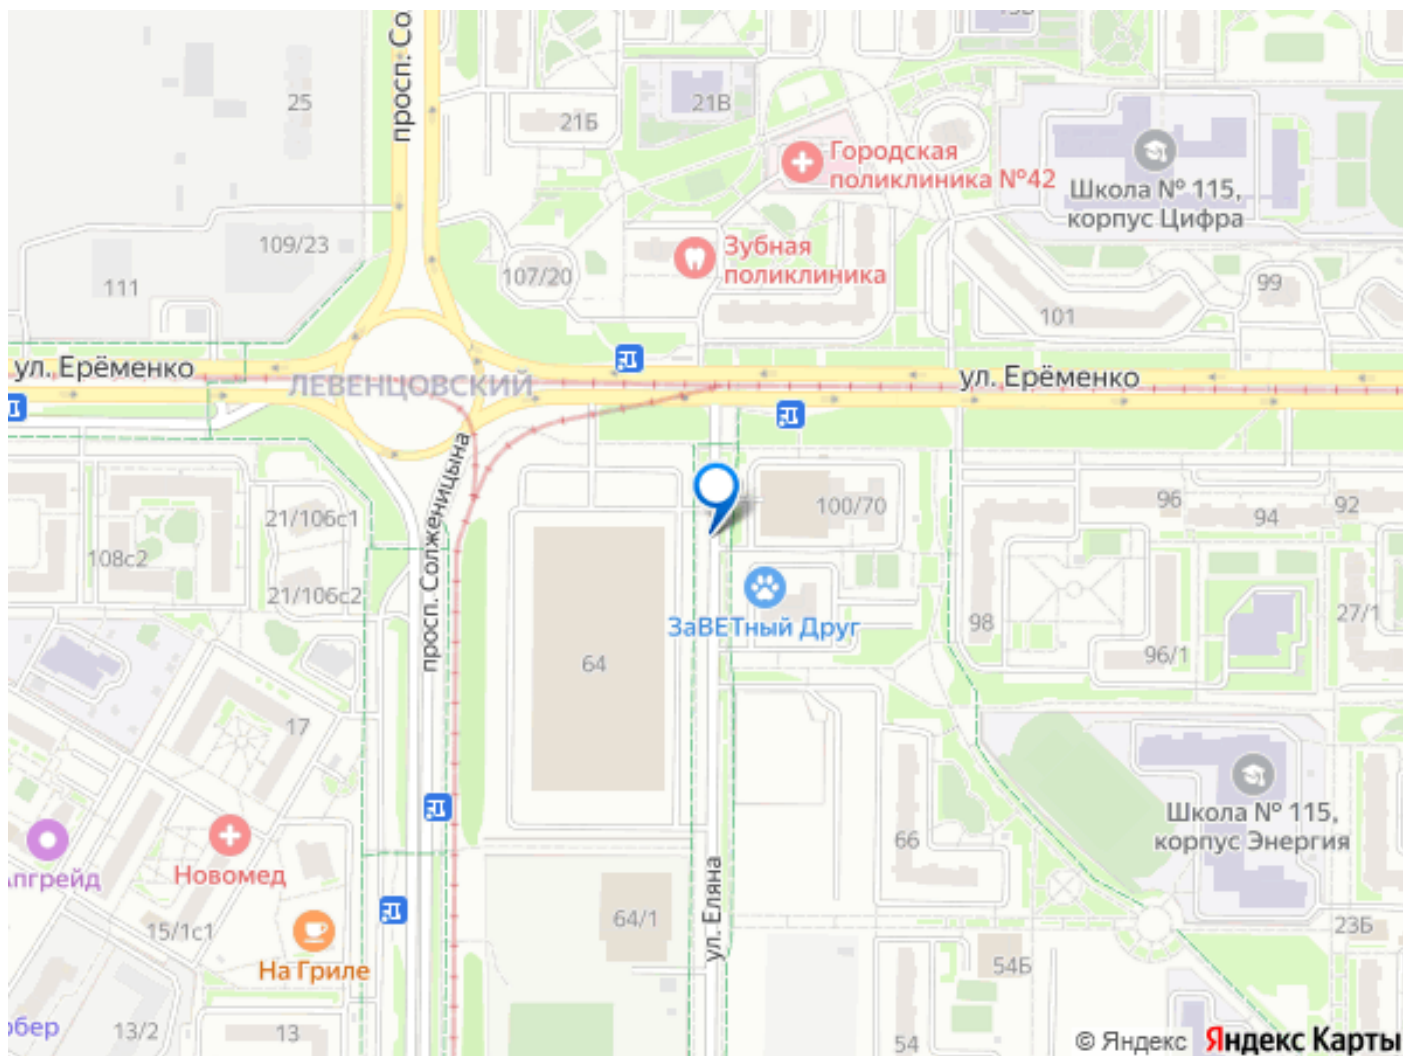 просп. Со
25
21Б
21В
Городская
поликлиника №42
Школа № 115,
корпус Цифра
109/23
111
107/20
Зубная
поликлиника
99
101
ул. Ерёменко
ЛЕВЕНЦОВСКИЙ
ул. Ерёменко
просп. Солженицына
21/106с1
108с2
21/106с2
100/70
96
94
92
ЗаВЕТный Друг
98
96/1
27/1
64
17
Школа № 115,
корпус Энергия
66
Новомед
15/1с1
На Гриле
64/1
ул. Еляна
54Б
23Б
13/2
13
54
© Яндекс
Яндекс Карты